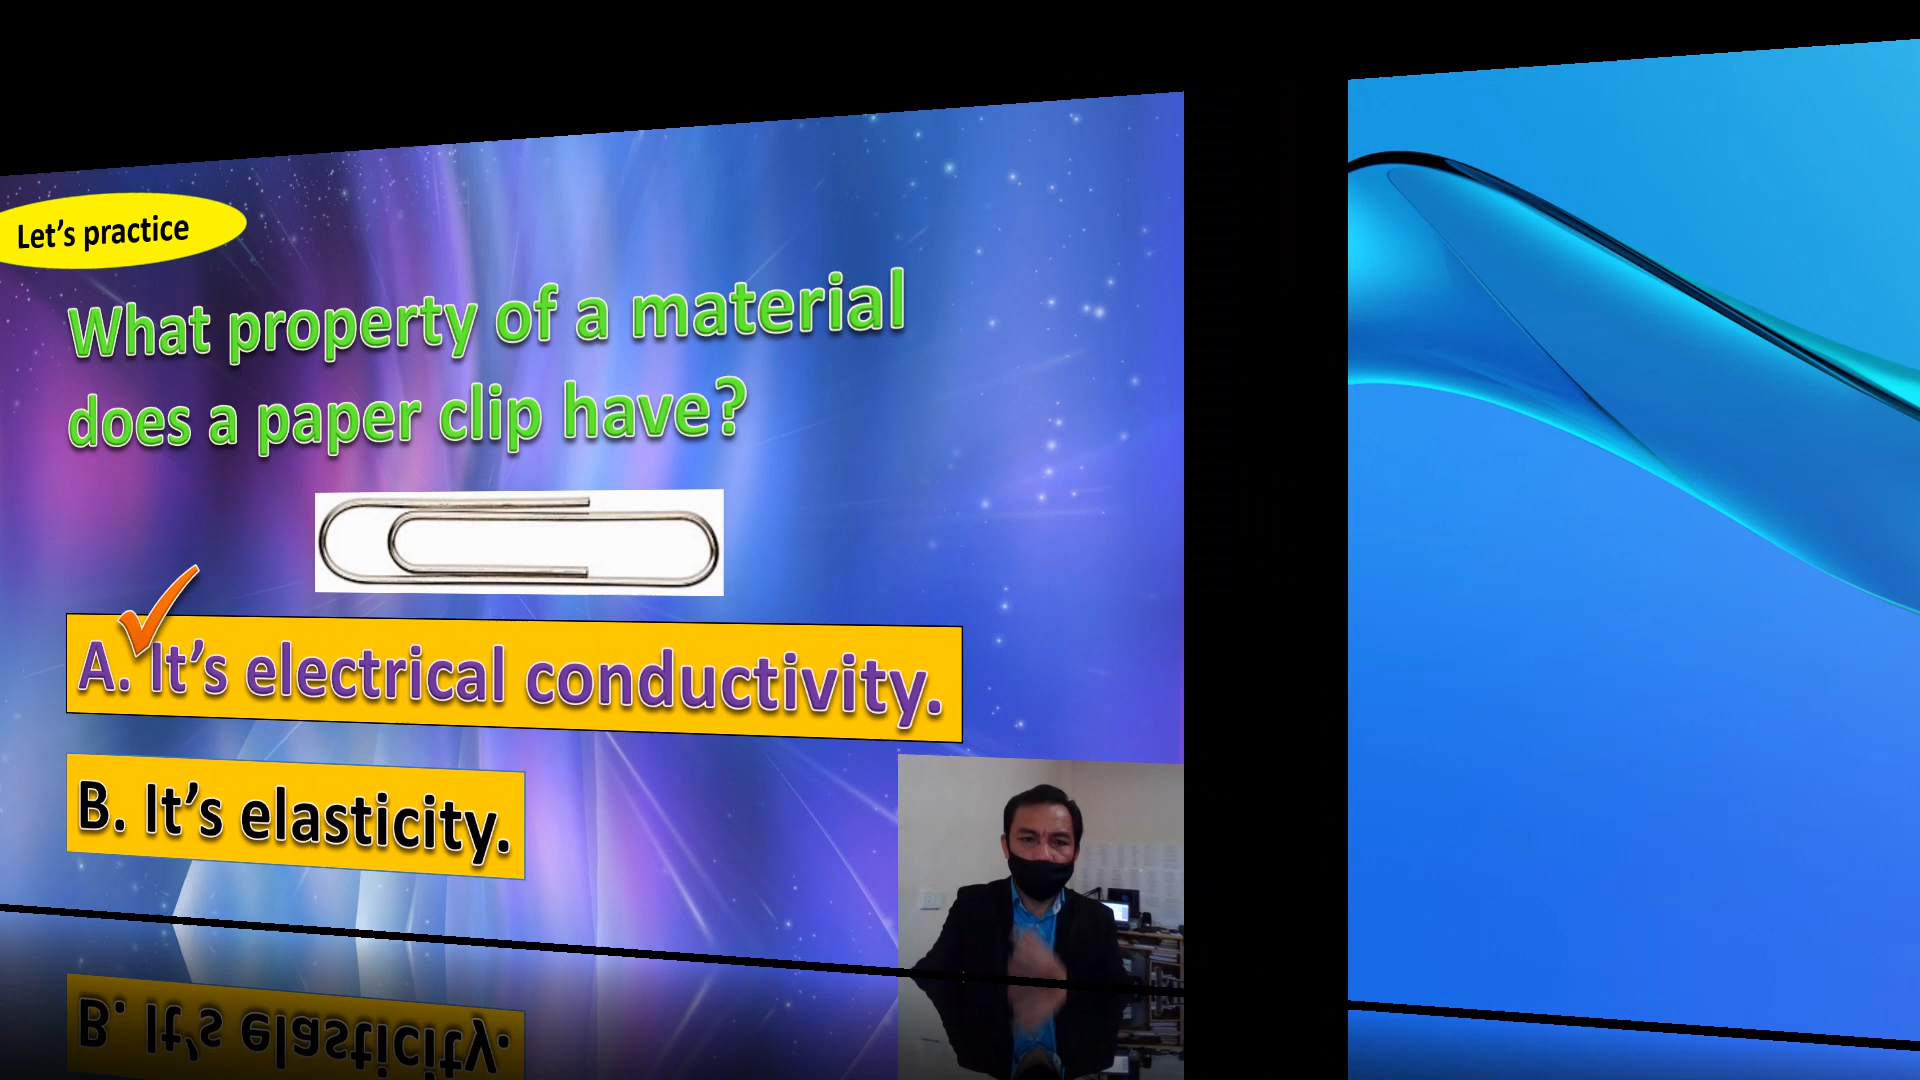 Let's practice
What property of a material
does a paper clip have?
A. It's electrical conductivity.
B. It's elasticity.